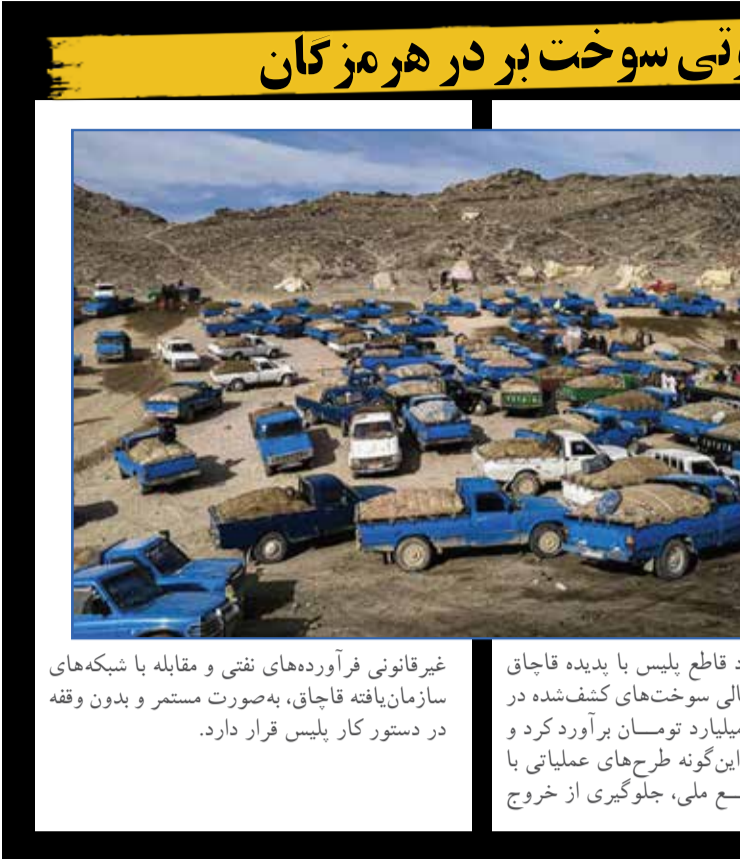 وتی سوخت بر در هرمزگان
د قاطع پلیس با پدیده قاچاق
الی سوخت‌های کشف‌شده در
میلیارد تومـــان برآورد کرد و
این‌گونه طرح‌های عملیاتی با
ـــع ملی، جلوگیری از خروج
غیرقانونی فرآورده‌های نفتی و مقابله با شبکه‌های
سازمان‌یافته قاچاق، به‌صورت مستمر و بدون وقفه
در دستور کار پلیس قرار دارد.